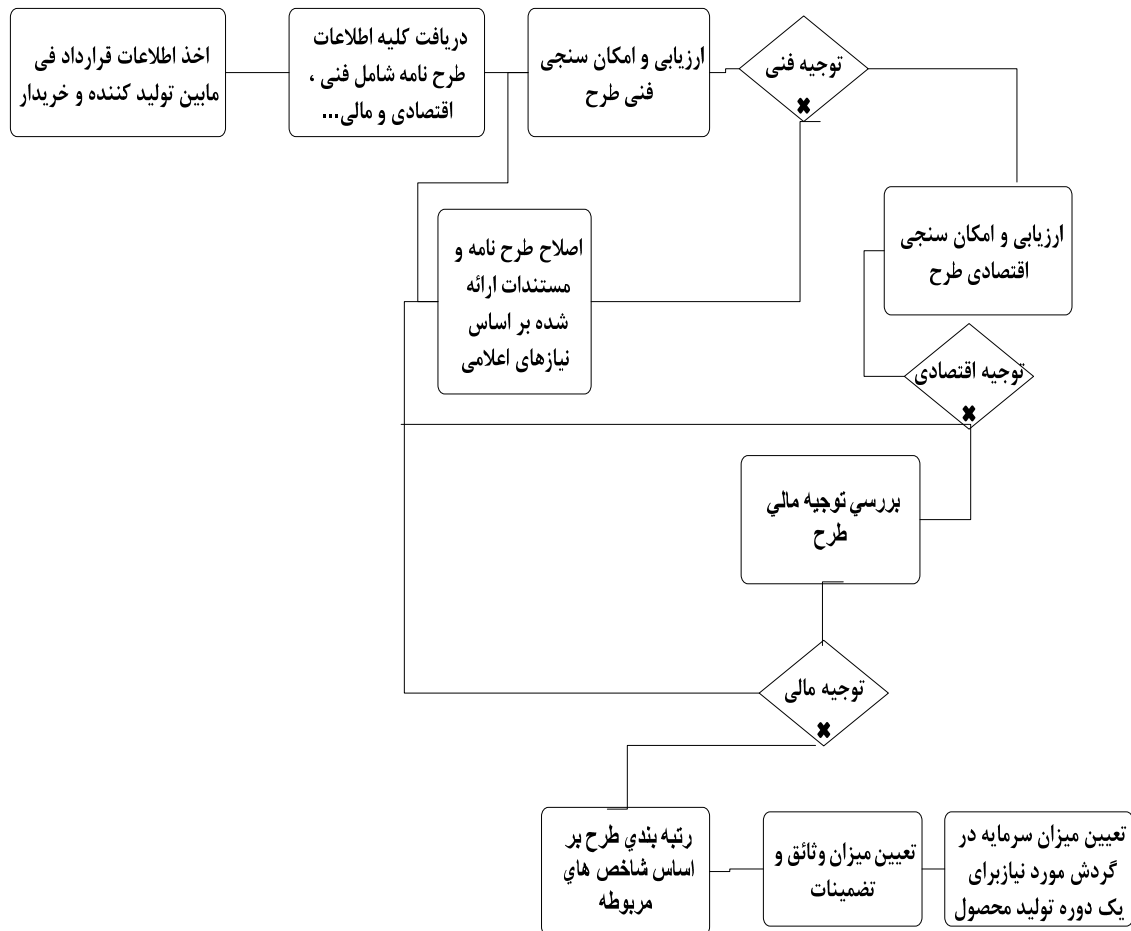 اخذ اطلاعات قرارداد فی
مابین تولید کننده و خریدار
دریافت کلیه اطلاعات
طرح نامه شامل فنی ،
اقتصادی و مالی...
ارزیابی و امکان سنجی
فنی طرح
توجیه فنی
ارزیابی و امکان سنجی
اقتصادی طرح
اصلاح طرح نامه و
مستندات ارائه
شده بر اساس
نیازهای اعلامی
توجیه اقتصادی
بررسي توجيه مالي
طرح
توجیه مالی
رتبه بندي طرح بر
اساس شاخص هاي
مربوطه
تعیین میزان وثائق و
تضمینات
تعیین میزان سرمایه در
گردش مورد نیازبرای
یک دوره تولید محصول